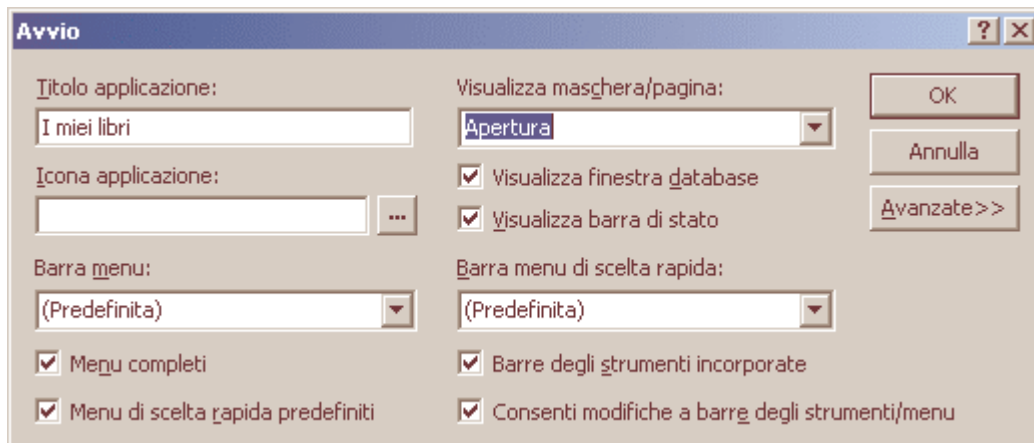 Avvio
Titolo applicazione:
I miei libri
Icona applicazione:
...
Barra menu:
(Predefinita)
Menu completi
Menu di scelta rapida predefiniti
Visualizza maschera/pagina:
Apertura
Visualizza finestra database
Visualizza barra di stato
Barra menu di scelta rapida:
(Predefinita)
Barre degli strumenti incorporate
Consenti modifiche a barre degli strumenti/menu
OK
Annulla
Avanzate>>